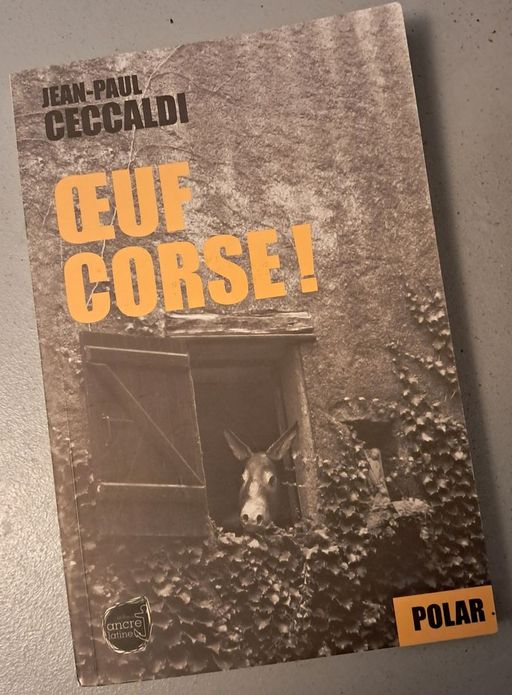 JEAN-PAUL
CECCALDI
ŒUF
CORSE !
ancre
latine
POLAR